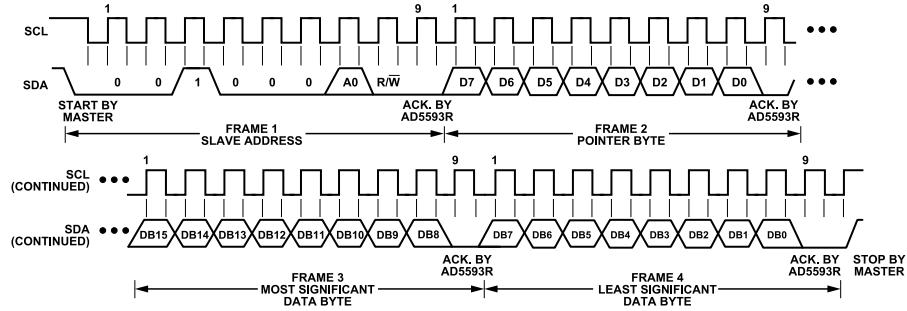 1 9 1 9
SCL
SDA 0 0 1 0 0 0 A0 R/W̅ D7 D6 D5 D4 D3 D2 D1 D0
START BY MASTER
ACK. BY AD5593R
ACK. BY AD5593R
FRAME 1
SLAVE ADDRESS
FRAME 2
POINTER BYTE
1 9 1 9
SCL
(CONTINUED)
SDA
(CONTINUED)
DB15 DB14 DB13 DB12 DB11 DB10 DB9 DB8 DB7 DB6 DB5 DB4 DB3 DB2 DB1 DB0
ACK. BY
AD5593R
ACK. BY
AD5593R
STOP BY
MASTER
FRAME 3
MOST SIGNIFICANT
DATA BYTE
FRAME 4
LEAST SIGNIFICANT
DATA BYTE